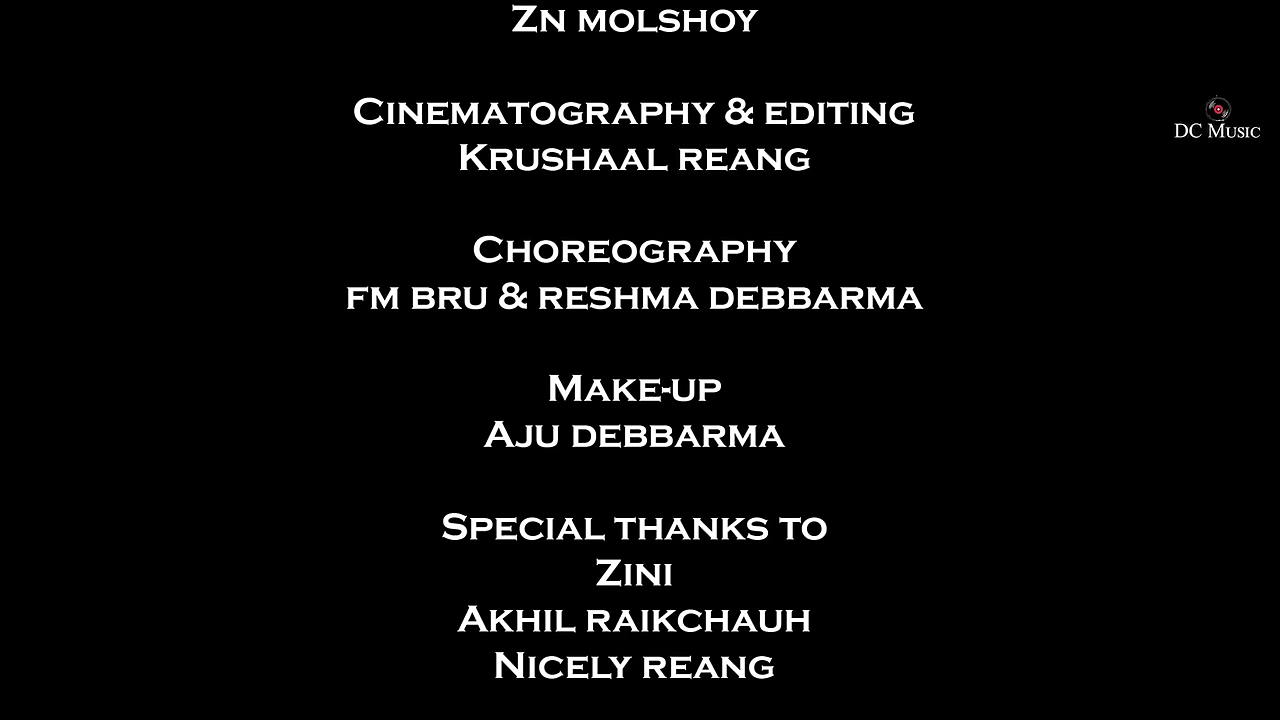 Zn molshoy
Cinematography & editing
Krushaal reang
Choreography
fm bru & reshma debbarma
Make-up
Aju debbarma
Special thanks to
Zini
Akhil raikchauh
Nicely reang
DC Music